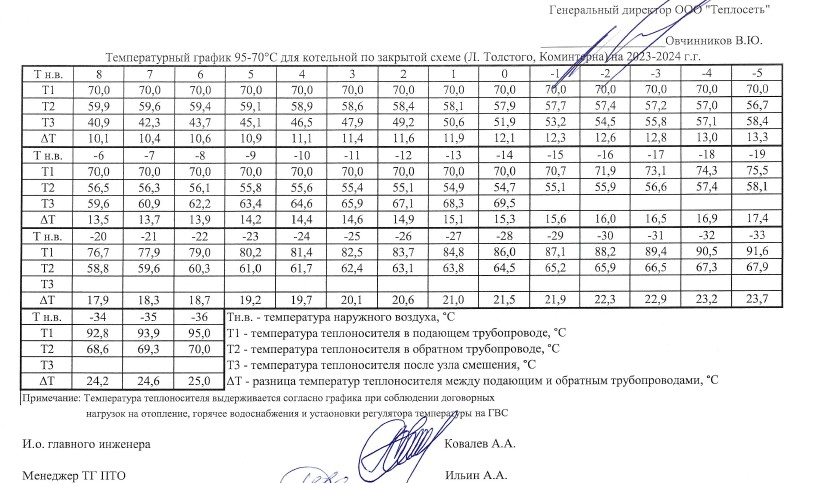 Генеральный директор ООО "Теплосеть"
Овчинников В.Ю.
Температурный график 95-70°С для котельной по закрытой схеме (Л. Толстого, Коминтерна) на 2023-2024 г.г.
Т н.в. 8 7 6 5 4 3 2 1 0 -1 -2 -3 -4 -5
Т1 70,0 70,0 70,0 70,0 70,0 70,0 70,0 70,0 70,0 70,0 70,0 70,0 70,0 70,0
Т2 59,9 59,6 59,4 59,1 58,9 58,6 58,4 58,1 57,9 57,7 57,4 57,2 57,0 56,7
Т3 40,9 42,3 43,7 45,1 46,5 47,9 49,2 50,6 51,9 53,2 54,5 55,8 57,1 58,4
ΔТ 10,1 10,4 10,6 10,9 11,1 11,4 11,6 11,9 12,1 12,3 12,6 12,8 13,0 13,3
Т н.в. -6 -7 -8 -9 -10 -11 -12 -13 -14 -15 -16 -17 -18 -19
Т1 70,0 70,0 70,0 70,0 70,0 70,0 70,0 70,0 70,0 70,7 71,9 73,1 74,3 75,5
Т2 56,5 56,3 56,1 55,8 55,6 55,4 55,1 54,9 54,7 55,1 55,9 56,6 57,4 58,1
Т3 59,6 60,9 62,2 63,4 64,6 65,9 67,1 68,3 69,5
ΔТ 13,5 13,7 13,9 14,2 14,4 14,6 14,9 15,1 15,3 15,6 16,0 16,5 16,9 17,4
Т н.в. -20 -21 -22 -23 -24 -25 -26 -27 -28 -29 -30 -31 -32 -33
Т1 76,7 77,9 79,0 80,2 81,4 82,5 83,7 84,8 86,0 87,1 88,2 89,4 90,5 91,6
Т2 58,8 59,6 60,3 61,0 61,7 62,4 63,1 63,8 64,5 65,2 65,9 66,5 67,3 67,9
Т3
ΔТ 17,9 18,3 18,7 19,2 19,7 20,1 20,6 21,0 21,5 21,9 22,3 22,9 23,2 23,7
Т н.в. -34 -35 -36 Тн.в. - температура наружного воздуха, °С
Т1 92,8 93,9 95,0 Т1 - температура теплоносителя в подающем трубопроводе, °С
Т2 68,6 69,3 70,0 Т2 - температура теплоносителя в обратном трубопроводе, °С
Т3 Т3 - температура теплоносителя после узла смешения, °С
ΔТ 24,2 24,6 25,0 ΔТ - разница температур теплоносителя между подающим и обратным трубопроводами, °С
Примечание: Температура теплоносителя выдерживается согласно графика при соблюдении договорных
нагрузок на отопление, горячее водоснабжения и устаовки регулятора температуры на ГВС
И.о. главного инженера Ковалев А.А.
Менеджер ТГ ПТО Ильин А.А.